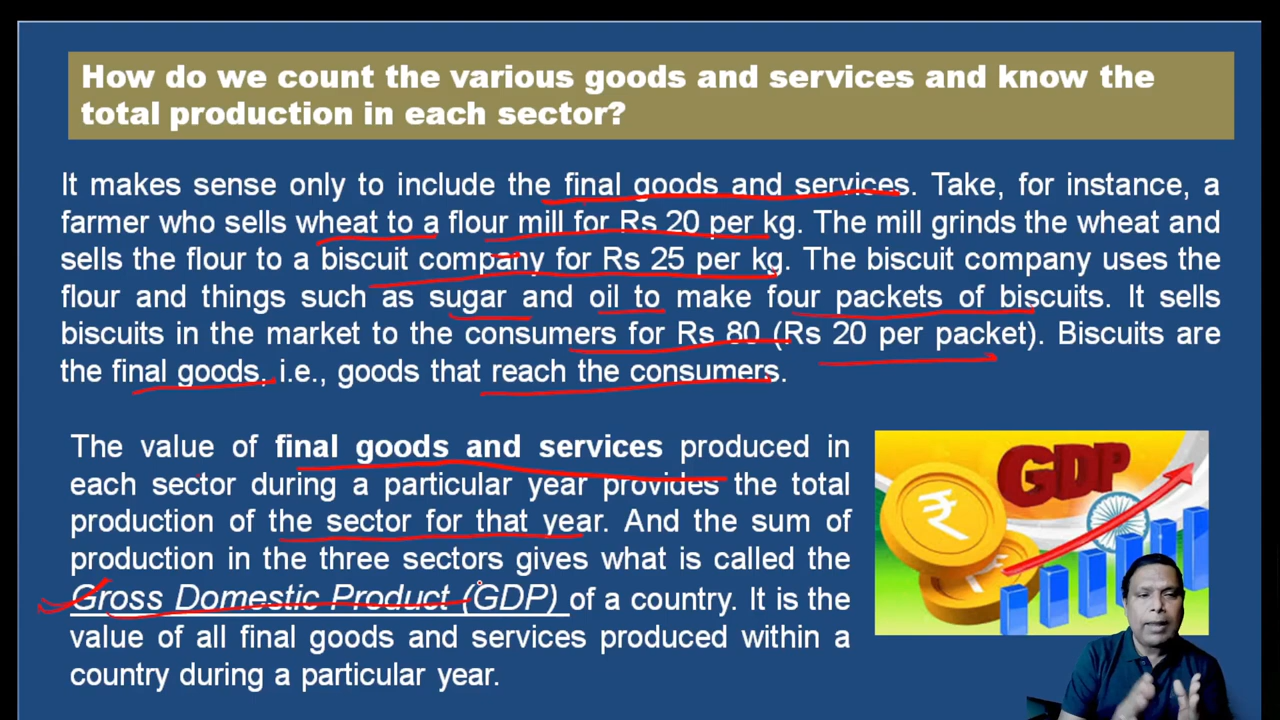 How do we count the various goods and services and know the
total production in each sector?
It makes sense only to include the final goods and services. Take, for instance, a
farmer who sells wheat to a flour mill for Rs 20 per kg. The mill grinds the wheat and
sells the flour to a biscuit company for Rs 25 per kg. The biscuit company uses the
flour and things such as sugar and oil to make four packets of biscuits. It sells
biscuits in the market to the consumers for Rs 80 (Rs 20 per packet). Biscuits are
the final goods, i.e., goods that reach the consumers.
The value of final goods and services produced in
each sector during a particular year provides the total
production of the sector for that year. And the sum of
production in the three sectors gives what is called the
Gross Domestic Product (GDP) of a country. It is the
value of all final goods and services produced within a
country during a particular year.
GDP
₹
₹